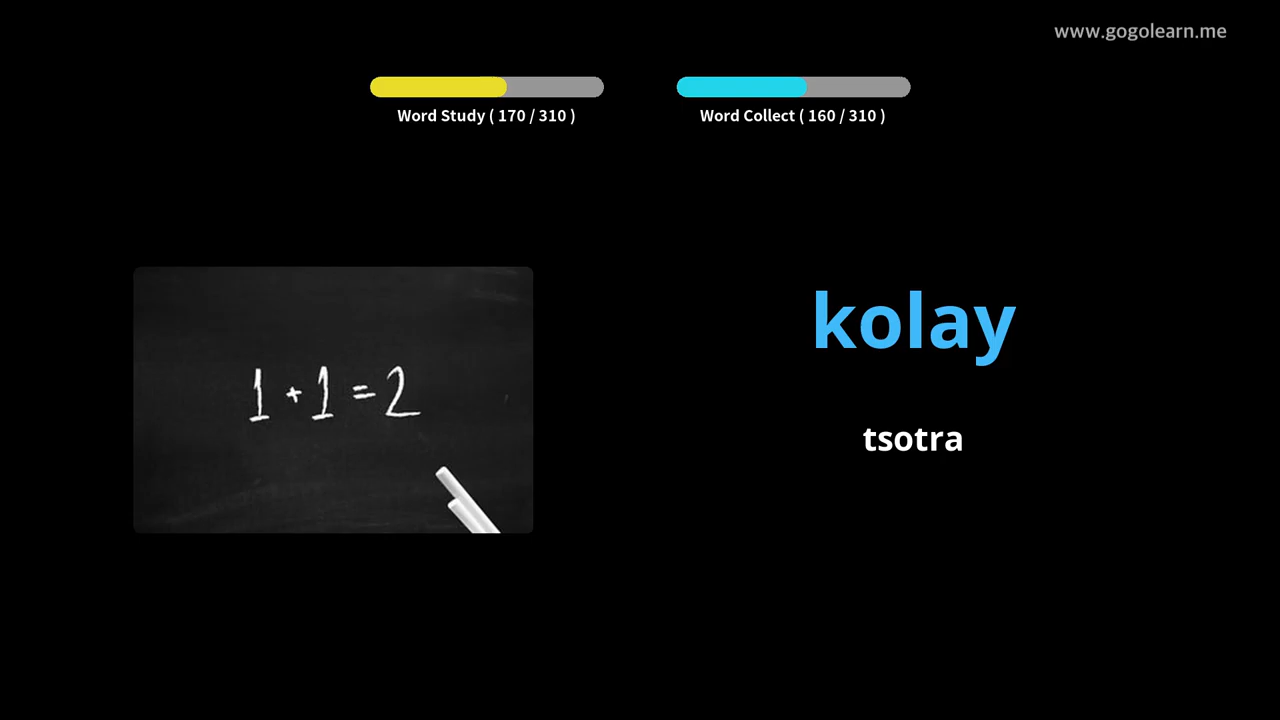 www.gogolearn.me
Word Study ( 170 / 310 )
Word Collect ( 160 / 310 )
1 + 1 = 2
kolay
tsotra